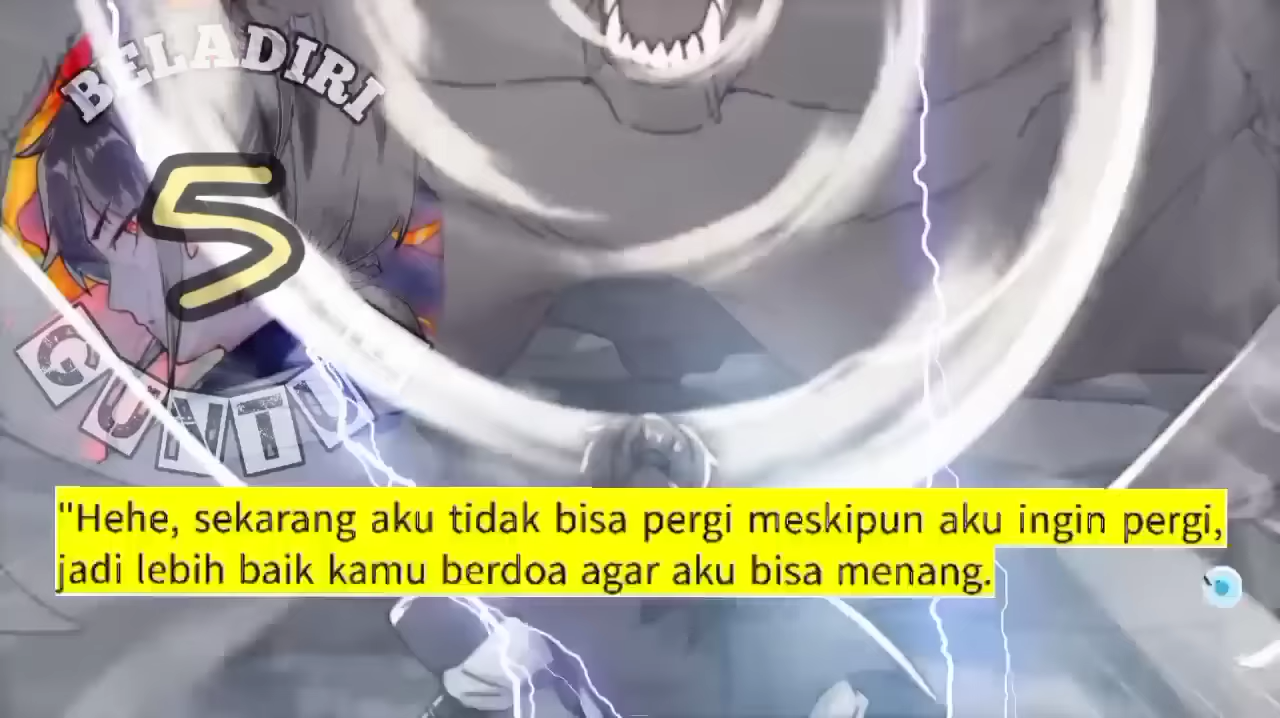 BELADIRI
5
GUNTU
"Hehe, sekarang aku tidak bisa pergi meskipun aku ingin pergi,
jadi lebih baik kamu berdoa agar aku bisa menang.